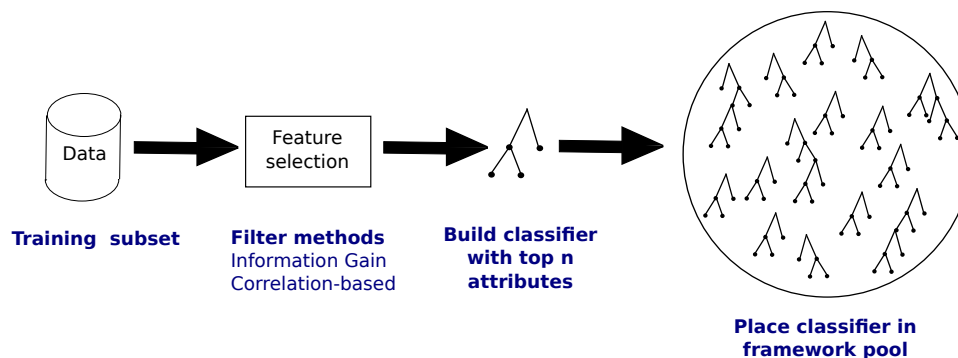 Data
Feature
selection
Training subset
Filter methods
Information Gain
Correlation-based
Build classifier
with top n
attributes
Place classifier in
framework pool